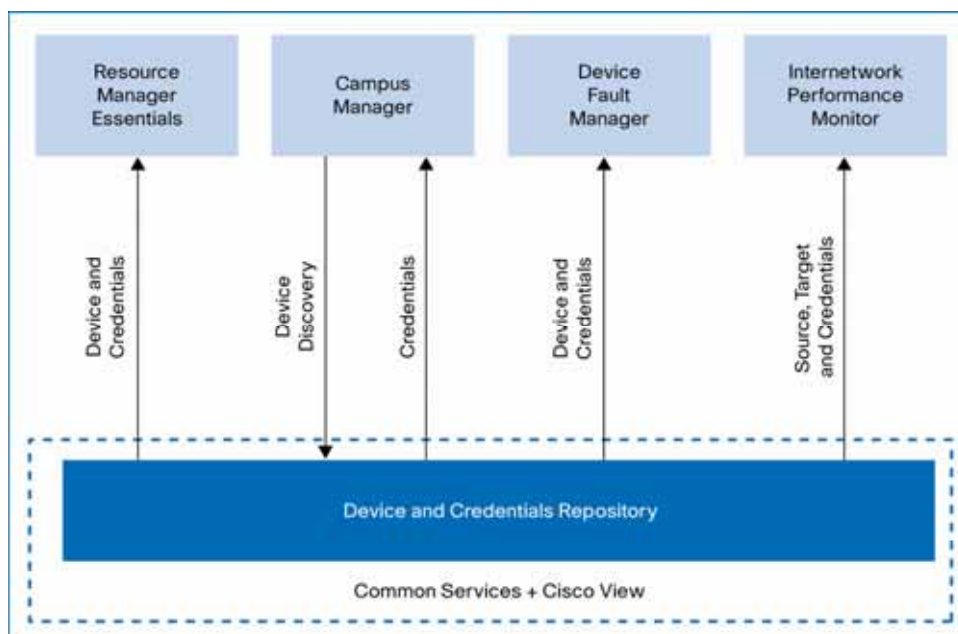 Resource
Manager
Essentials
Campus
Manager
Device
Fault
Manager
Internetwork
Performance
Monitor
Device and
Credentials
Device
Discovery
Credentials
Device and
Credentials
Source, Target
and Credentials
Device and Credentials Repository
Common Services + Cisco View